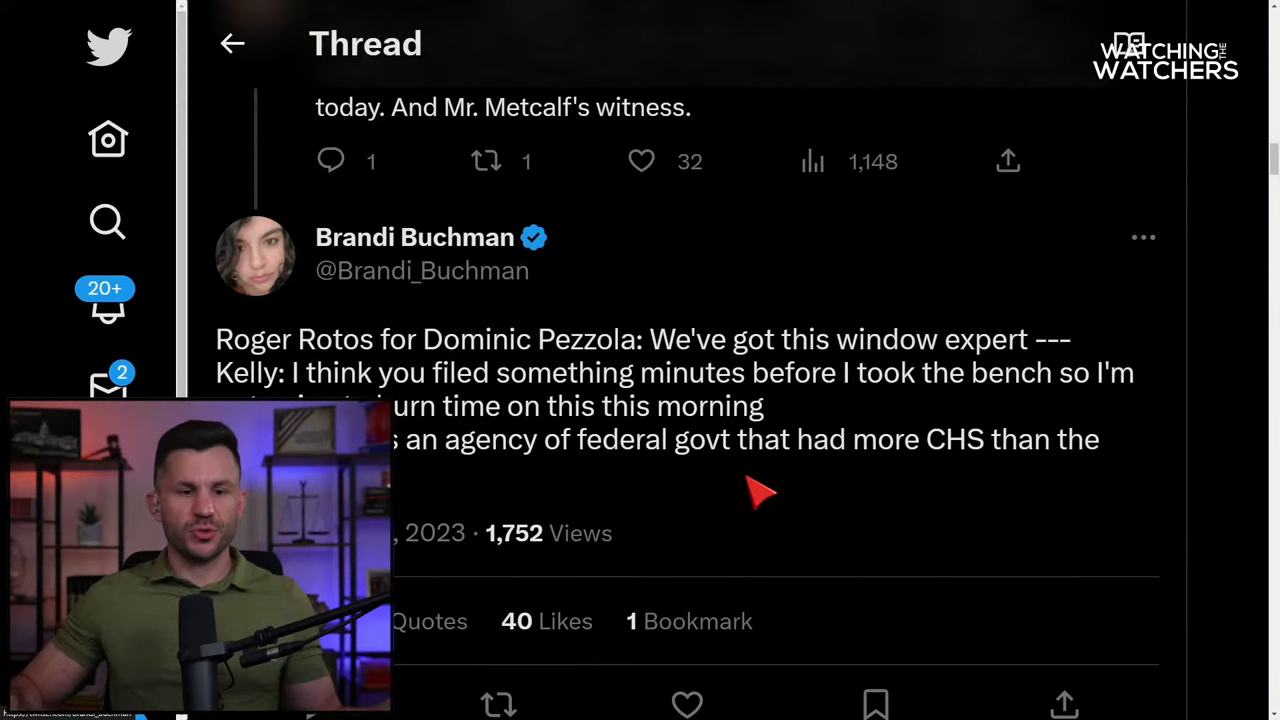 Thread
WATCHING THE
WATCHERS
today. And Mr. Metcalf's witness.
1 1 32 1,148
Brandi Buchman
@Brandi_Buchman
20+
Roger Rotos for Dominic Pezzola: We've got this window expert ---
2
Kelly: I think you filed something minutes before I took the bench so I'm
urn time on this this morning
s an agency of federal govt that had more CHS than the
, 2023 · 1,752 Views
Quotes 40 Likes 1 Bookmark